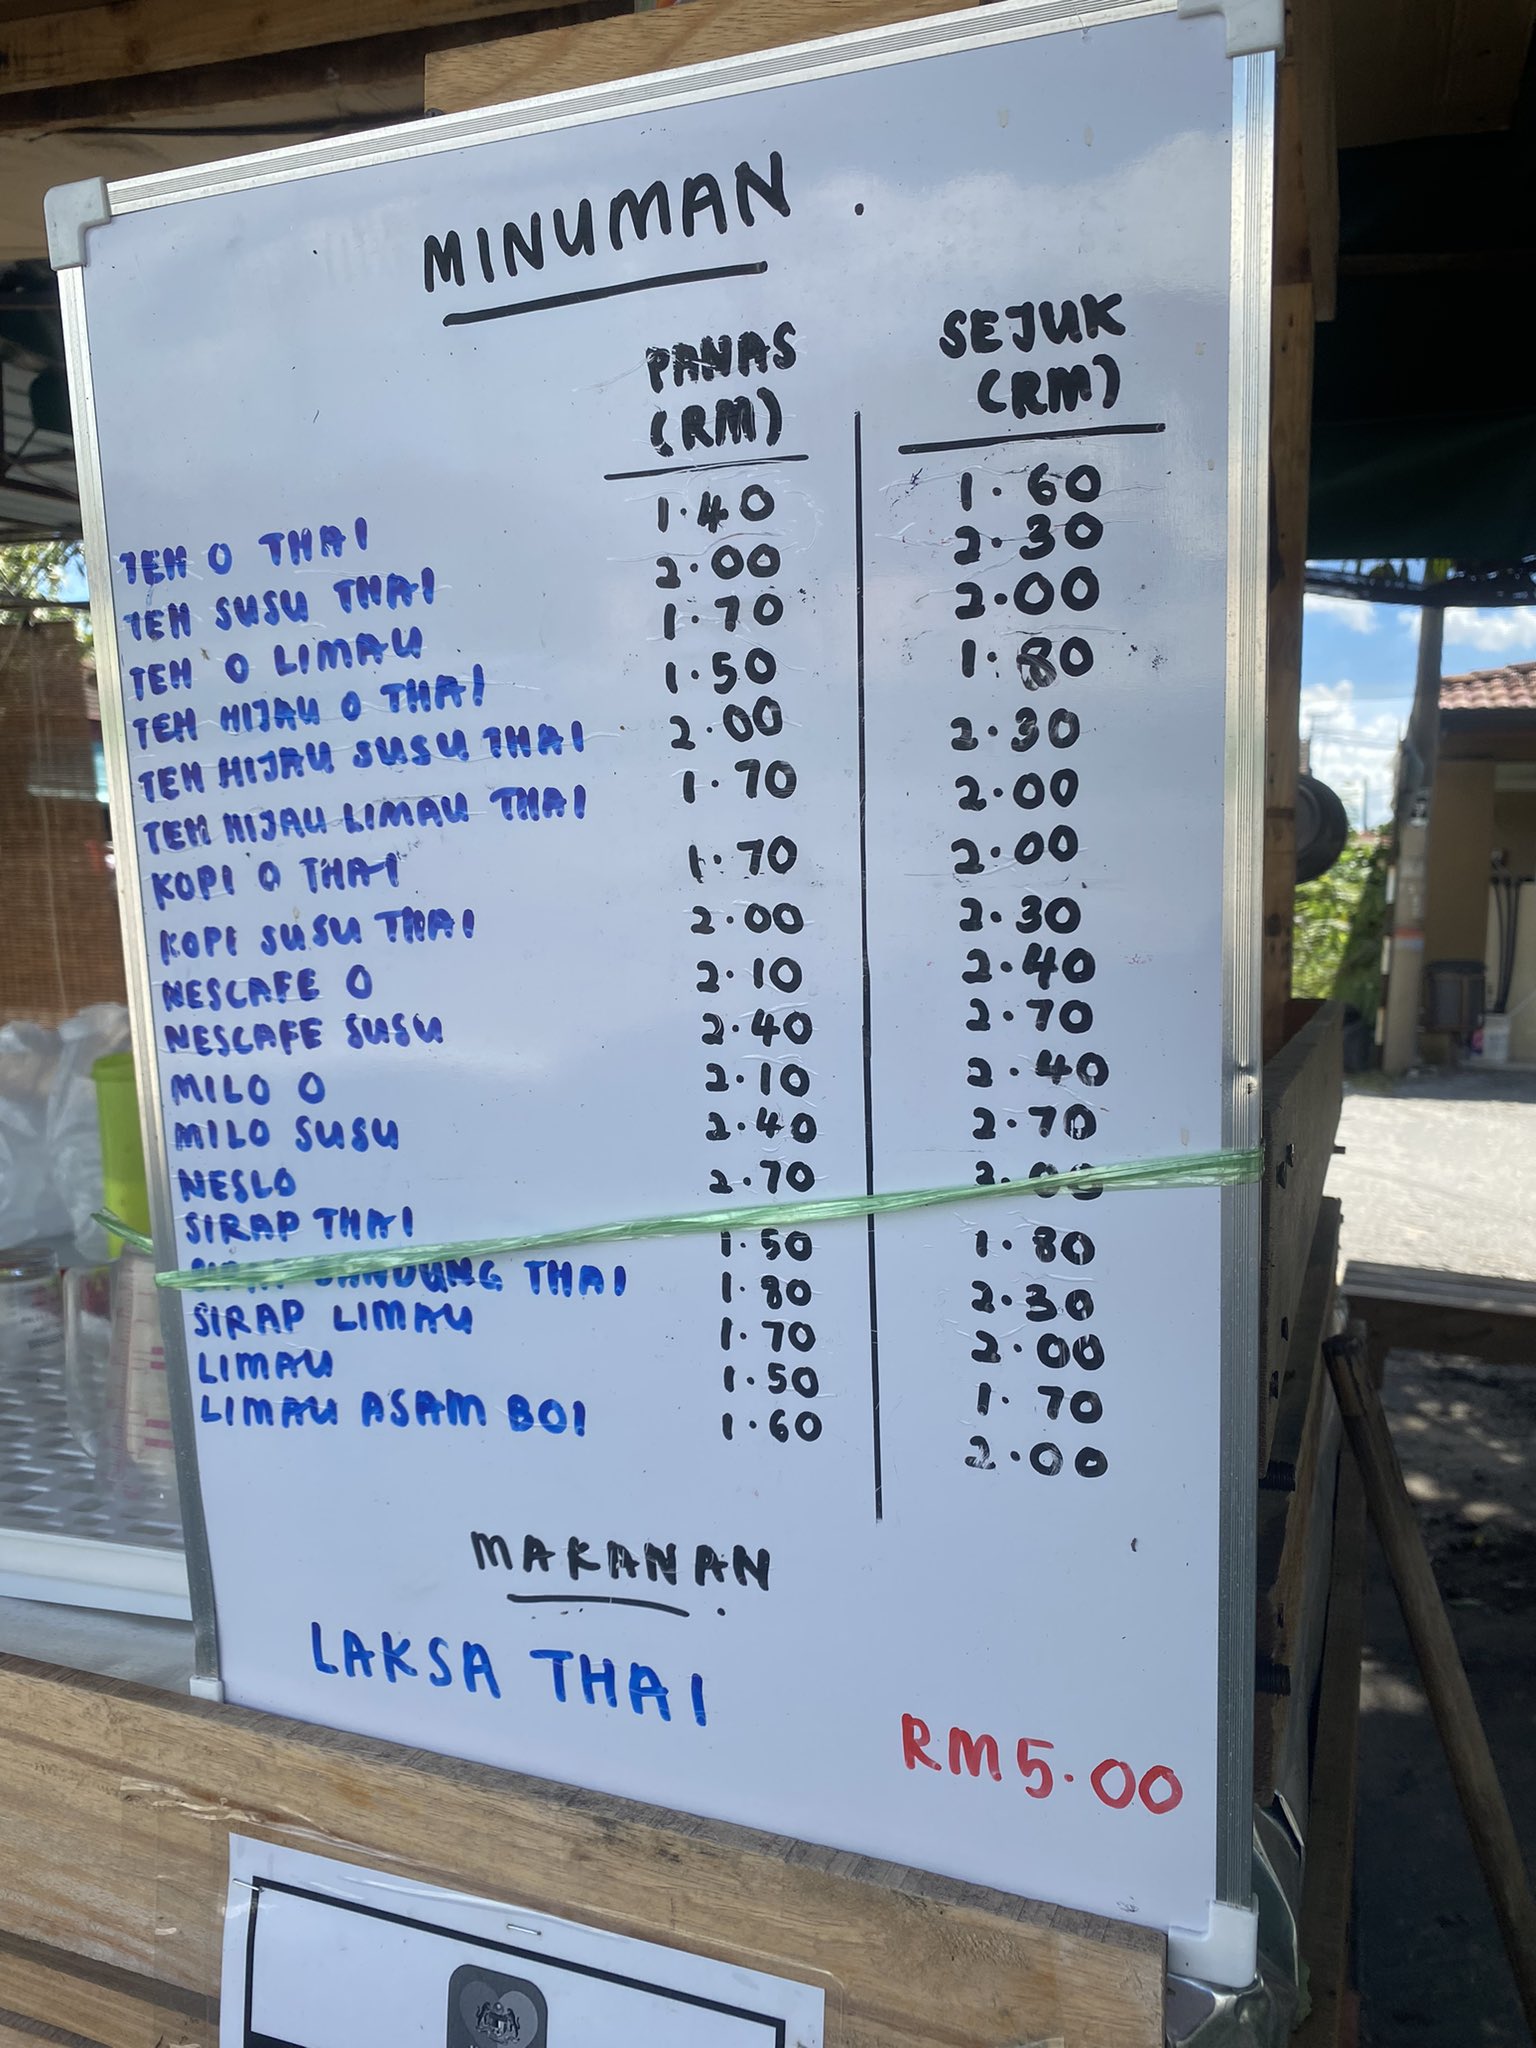 MINUMAN
PANAS (RM) SEJUK (RM)
TEH O THAI 1.40 1.60
TEH SUSU THAI 2.00 2.30
TEH O LIMAU 1.70 2.00
TEH HIJAU O THAI 1.50 1.80
TEH HIJAU SUSU THAI 2.00 2.30
TEH HIJAU LIMAU THAI 1.70 2.00
KOPI O THAI 1.70 2.00
KOPI SUSU THAI 2.00 2.30
NESCAFE O 2.10 2.40
NESCAFE SUSU 2.40 2.70
MILO O 2.10 2.40
MILO SUSU 2.40 2.70
NESLO 2.70 3.00
SIRAP THAI 1.50 1.80
SIRAP BANDUNG THAI 1.80 2.30
SIRAP LIMAU 1.70 2.00
LIMAU 1.50 1.70
LIMAU ASAM BOI 1.60 2.00
MAKANAN
LAKSA THAI
RM5.00